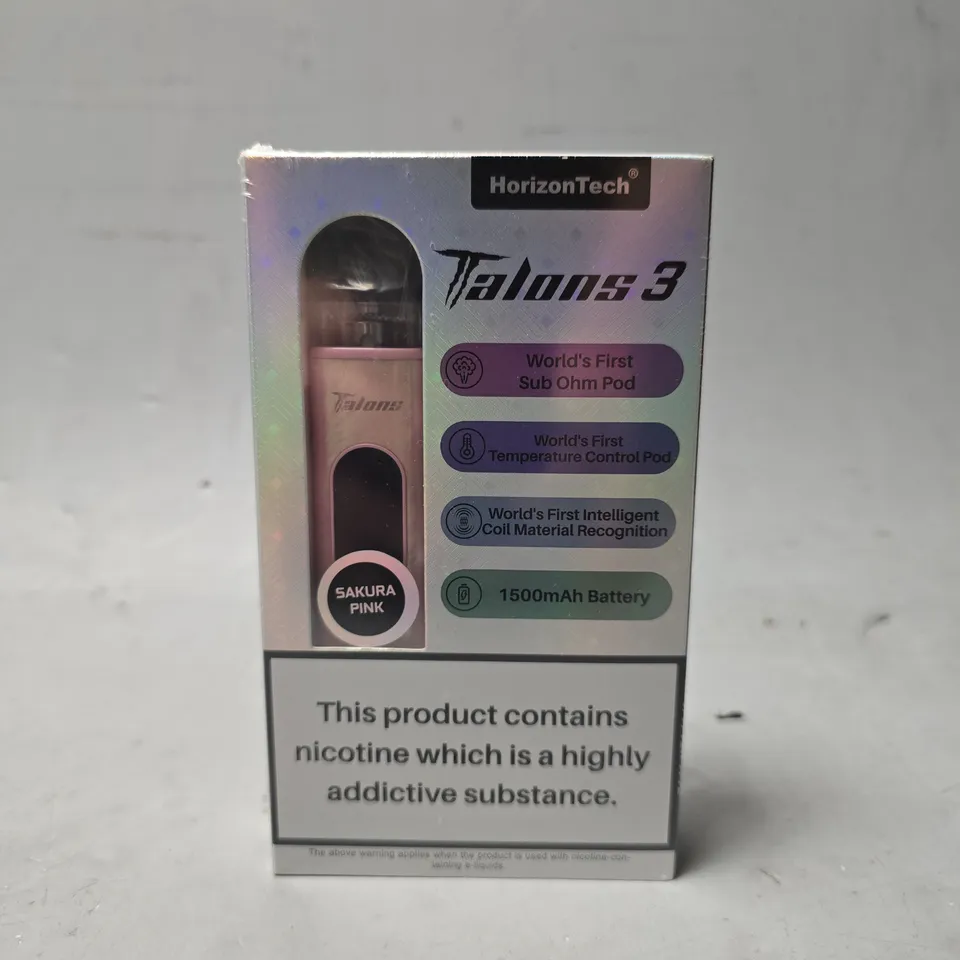 HorizonTech®
Talons 3
World's First
Sub Ohm Pod
Talons
World's First
Temperature Control Pod
World's First Intelligent
Coil Material Recognition
SAKURA
PINK
1500mAh Battery
This product contains
nicotine which is a highly
addictive substance.
The above warning applies when the product is used with nicotine-con-
taining e-liquids.